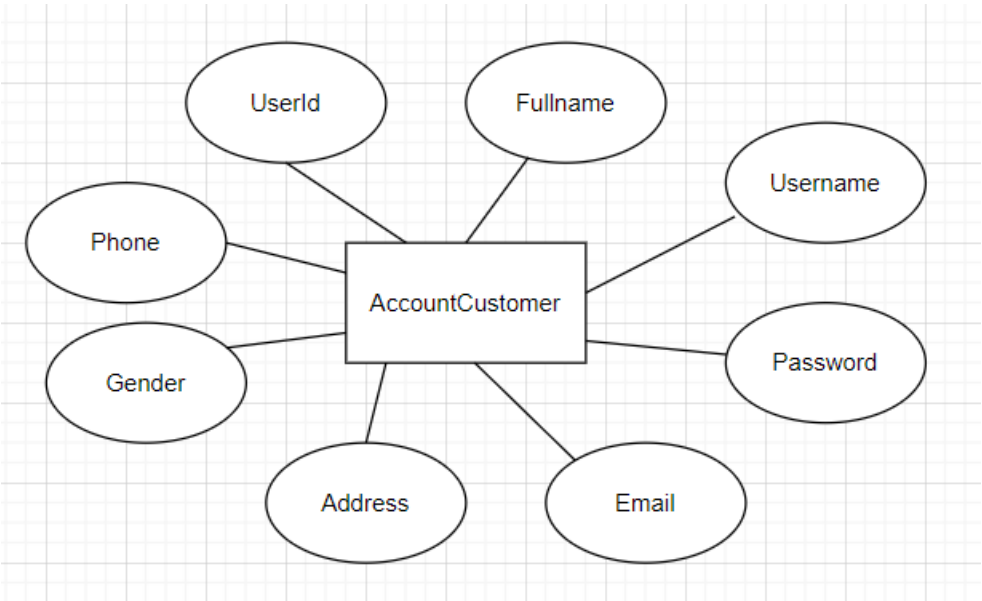 UserId
Fullname
Username
Phone
AccountCustomer
Password
Gender
Address
Email